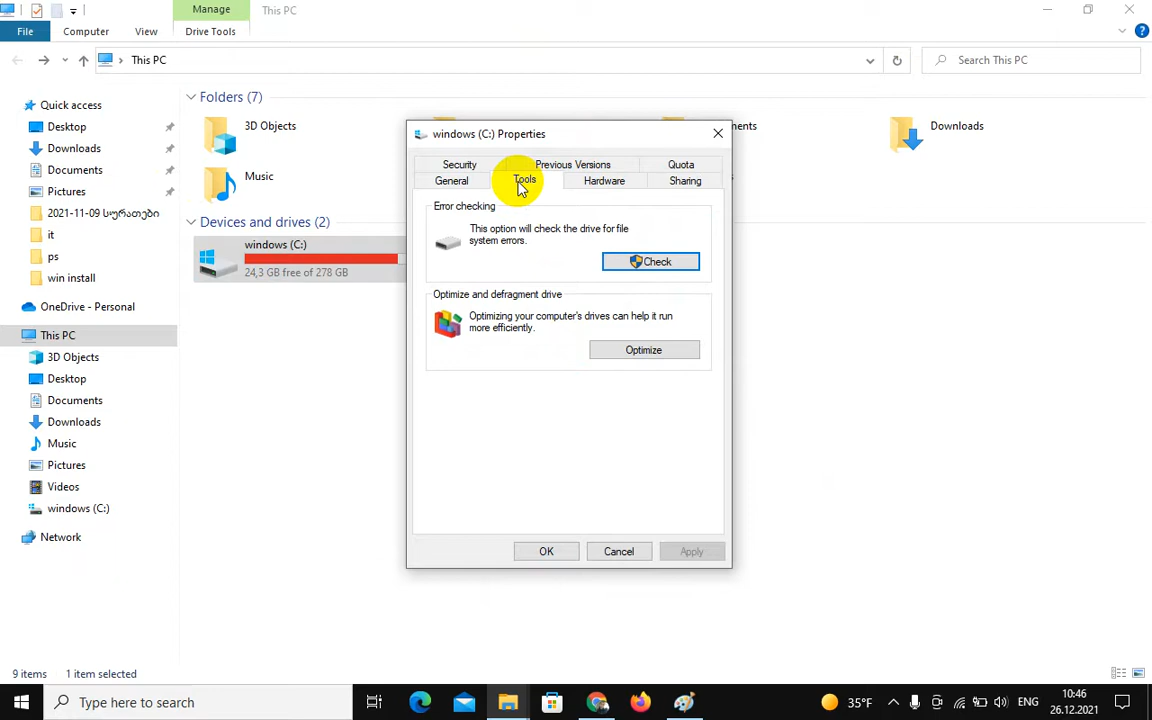 Manage
This PC
File
Computer
View
Drive Tools
This PC
Search This PC
Quick access
Desktop
Downloads
Documents
Pictures
2021-11-09 სურათები
it
ps
win install
OneDrive - Personal
This PC
3D Objects
Desktop
Documents
Downloads
Music
Pictures
Videos
windows (C:)
Network
Folders (7)
3D Objects
Downloads
Music
Devices and drives (2)
windows (C:)
24,3 GB free of 278 GB
windows (C:) Properties
Security
Previous Versions
Quota
General
Tools
Hardware
Sharing
Error checking
This option will check the drive for file
system errors.
Check
Optimize and defragment drive
Optimizing your computer's drives can help it run
more efficiently.
Optimize
OK
Cancel
Apply
9 items
1 item selected
Type here to search
35°F
ENG
10:46
26.12.2021